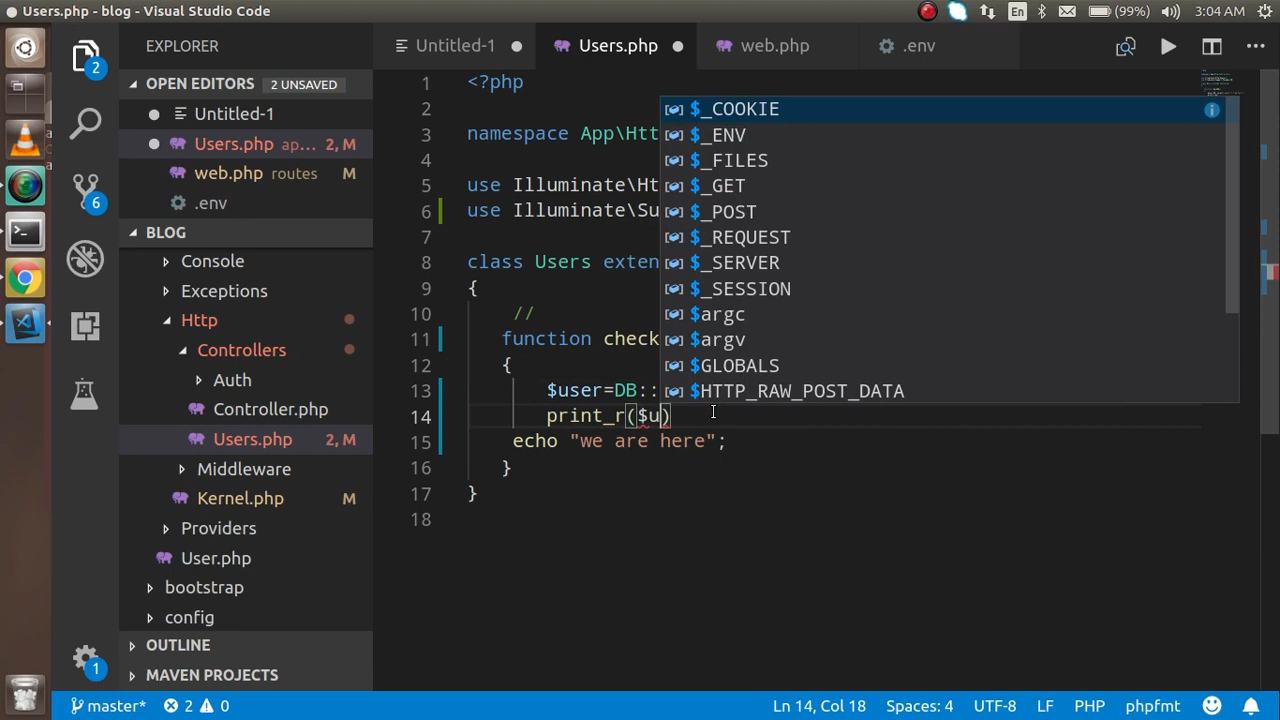 Users.php - blog - Visual Studio Code
En
(99%)
3:04 AM
EXPLORER
Untitled-1
Users.php
web.php
.env
2
OPEN EDITORS
2 UNSAVED
Untitled-1
Users.php ap... 2, M
web.php routes M
.env
6
BLOG
Console
Exceptions
Http
Controllers
Auth
Controller.php
Users.php 2, M
Middleware
Kernel.php M
Providers
User.php
bootstrap
config
OUTLINE
MAVEN PROJECTS
1
1 <?php
2
3 namespace App\Htt
4
5 use Illuminate\Ht
6 use Illuminate\Su
7
8 class Users exten
9 {
10 //
11 function check
12 {
13 $user=DB::
14 print_r($u)
15 echo "we are here";
16 }
17 }
18
$_COOKIE
$_ENV
$_FILES
$_GET
$_POST
$_REQUEST
$_SERVER
$_SESSION
$argc
$argv
$GLOBALS
$HTTP_RAW_POST_DATA
master*
2
0
Ln 14, Col 18
Spaces: 4
UTF-8
LF
PHP
phpfmt